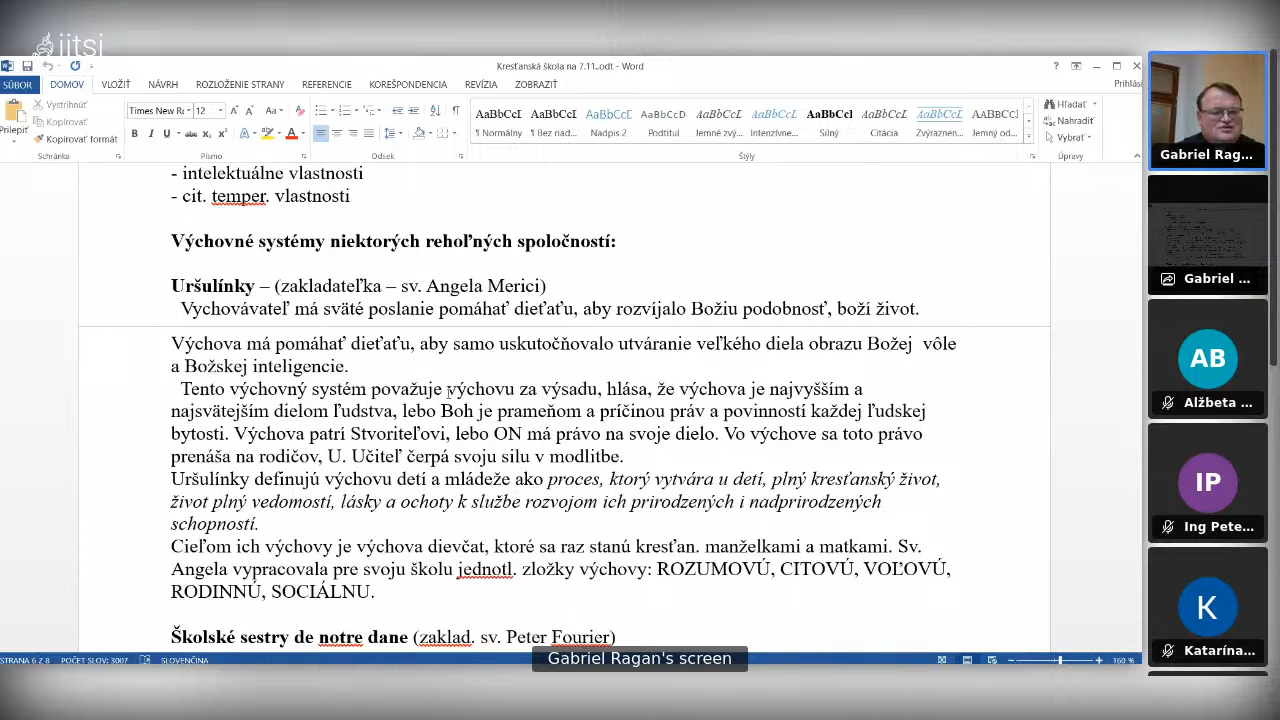 jitsi
Kresťanská škola na 7.11..odt - Word
SÚBOR DOMOV VLOŽIŤ NÁVRH ROZLOŽENIE STRANY REFERENCIE KOREŠPONDENCIA REVÍZIA ZOBRAZIŤ Prihlás
Prilepiť
Vystrihnúť
Kopírovať
Kopírovať formát
Schránka
Times New Ro 12
Písmo
Odsek
AaBbCcI AaBbCcI AaBbCcI AaBbCcD AaBbCcI AaBbCcI AaBbCcI AaBbCcI AaBbCcI AABBCCI
¶ Normálny ¶ Bez nad... Nadpis 2 Podtitul Jemné zvý... Intenzívne... Silný Citácia Zvýraznen... Jemný od...
Štýly
Hľadať
Nahradiť
Vybrať
Úpravy
- intelektuálne vlastnosti
- cit. temper. vlastnosti
Výchovné systémy niektorých rehoľných spoločností:
Uršulínky – (zakladateľka – sv. Angela Merici)
Vychovávateľ má sväté poslanie pomáhať dieťaťu, aby rozvíjalo Božiu podobnosť, boží život.
Výchova má pomáhať dieťaťu, aby samo uskutočňovalo utváranie veľkého diela obrazu Božej vôle
a Božskej inteligencie.
Tento výchovný systém považuje výchovu za výsadu, hlása, že výchova je najvyšším a
najsvätejším dielom ľudstva, lebo Boh je prameňom a príčinou práv a povinností každej ľudskej
bytosti. Výchova patrí Stvoriteľovi, lebo ON má právo na svoje dielo. Vo výchove sa toto právo
prenáša na rodičov, U. Učiteľ čerpá svoju silu v modlitbe.
Uršulínky definujú výchovu detí a mládeže ako proces, ktorý vytvára u detí, plný kresťanský život,
život plný vedomostí, lásky a ochoty k službe rozvojom ich prirodzených i nadprirodzených
schopností.
Cieľom ich výchovy je výchova dievčat, ktoré sa raz stanú kresťan. manželkami a matkami. Sv.
Angela vypracovala pre svoju školu jednotl. zložky výchovy: ROZUMOVÚ, CITOVÚ, VOĽOVÚ,
RODINNÚ, SOCIÁLNU.
Školské sestry de notre dane (zaklad. sv. Peter Fourier)
STRANA 6 Z 8 POČET SLOV: 3007 SLOVENČINA 160 %
Gabriel Ragan's screen
Gabriel Rag...
Gabriel ...
AB
Alžbeta ...
IP
Ing Pete...
K
Katarína...